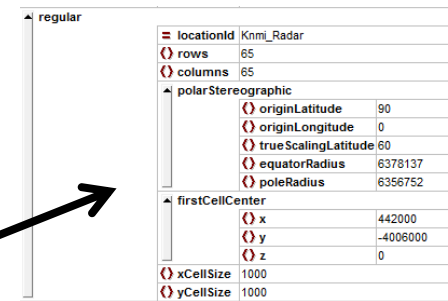 regular
= locationId Knmi_Radar
() rows 65
() columns 65
polarStereographic
() originLatitude 90
() originLongitude 0
() trueScalingLatitude 60
() equatorRadius 6378137
() poleRadius 6356752
firstCellCenter
() x 442000
() y -4006000
() z 0
() xCellSize 1000
() yCellSize 1000